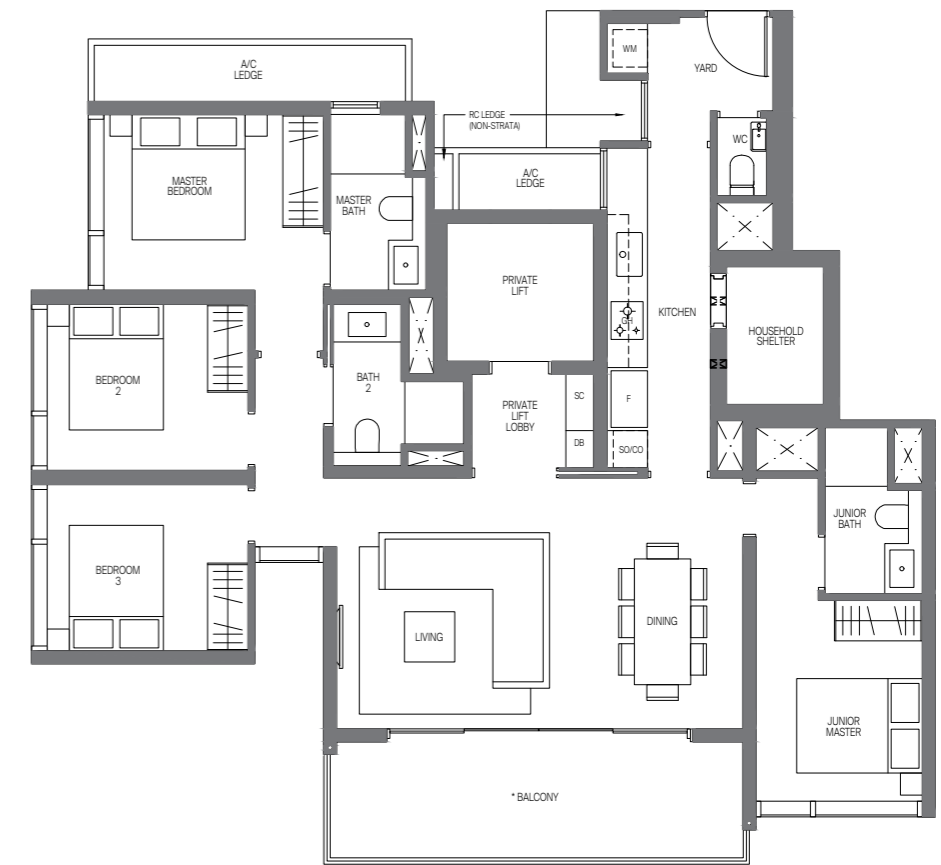 A/C
LEDGE
WM
YARD
RC LEDGE
(NON-STRATA)
WC
A/C
LEDGE
MASTER
BEDROOM
MASTER
BATH
PRIVATE
LIFT
KITCHEN
GH
HOUSEHOLD
SHELTER
BEDROOM
2
BATH
2
PRIVATE
LIFT
LOBBY
SC
F
DB
SO/CO
JUNIOR
BATH
BEDROOM
3
LIVING
DINING
JUNIOR
MASTER
* BALCONY